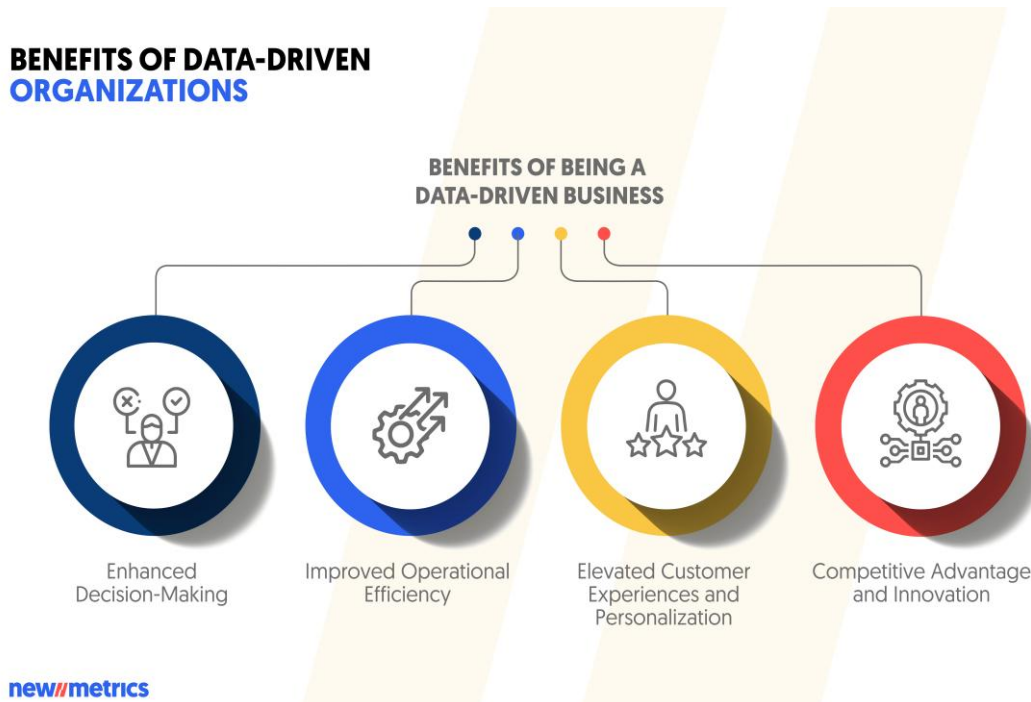 BENEFITS OF DATA-DRIVEN
ORGANIZATIONS
BENEFITS OF BEING A
DATA-DRIVEN BUSINESS
Enhanced
Decision-Making
Improved Operational
Efficiency
Elevated Customer
Experiences and
Personalization
Competitive Advantage
and Innovation
new//metrics